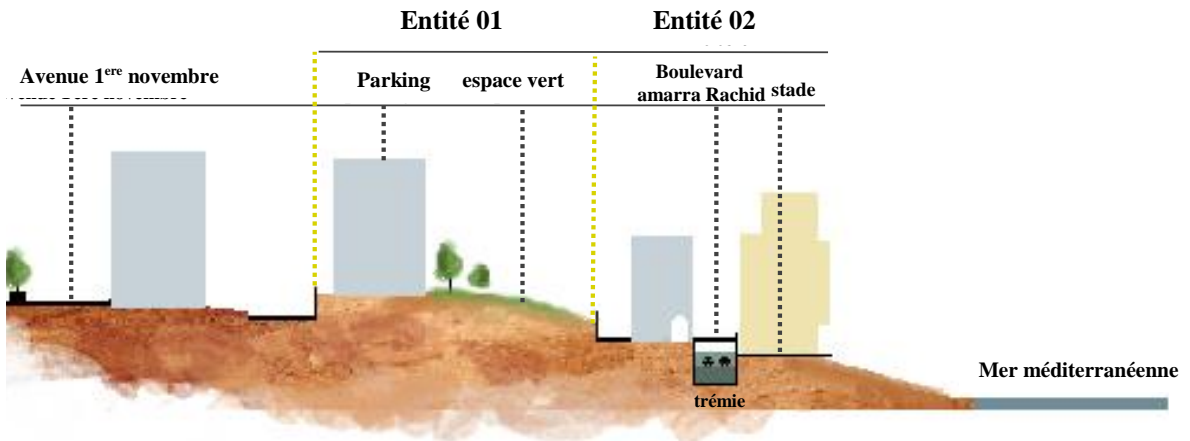 Entité 01
Entité 02
Avenue 1ere novembre
Parking
espace vert
Boulevard
amarra Rachid
stade
Mer méditerranéenne
trémie